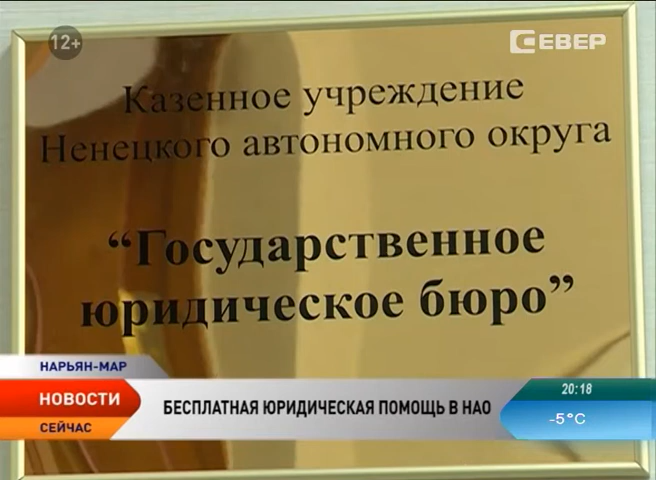 12+
СЕВЕР
Казенное учреждение
Ненецкого автономного округа
“Государственное
юридическое бюро”
НАРЬЯН-МАР
НОВОСТИ
СЕЙЧАС
БЕСПЛАТНАЯ ЮРИДИЧЕСКАЯ ПОМОЩЬ В НАО
20:18
-5°C